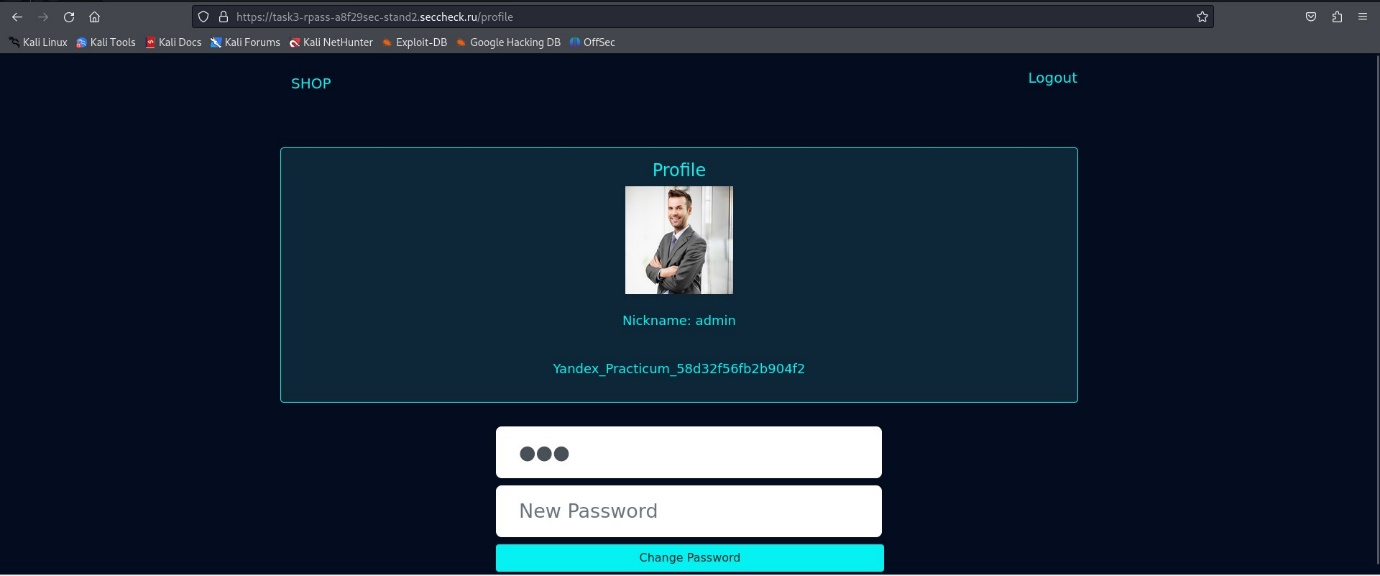 https://task3-rpass-a8f29sec-stand2.seccheck.ru/profile
Kali Linux Kali Tools Kali Docs Kali Forums Kali NetHunter Exploit-DB Google Hacking DB OffSec
SHOP
Logout
Profile
Nickname: admin
Yandex_Practicum_58d32f56fb2b904f2
New Password
Change Password